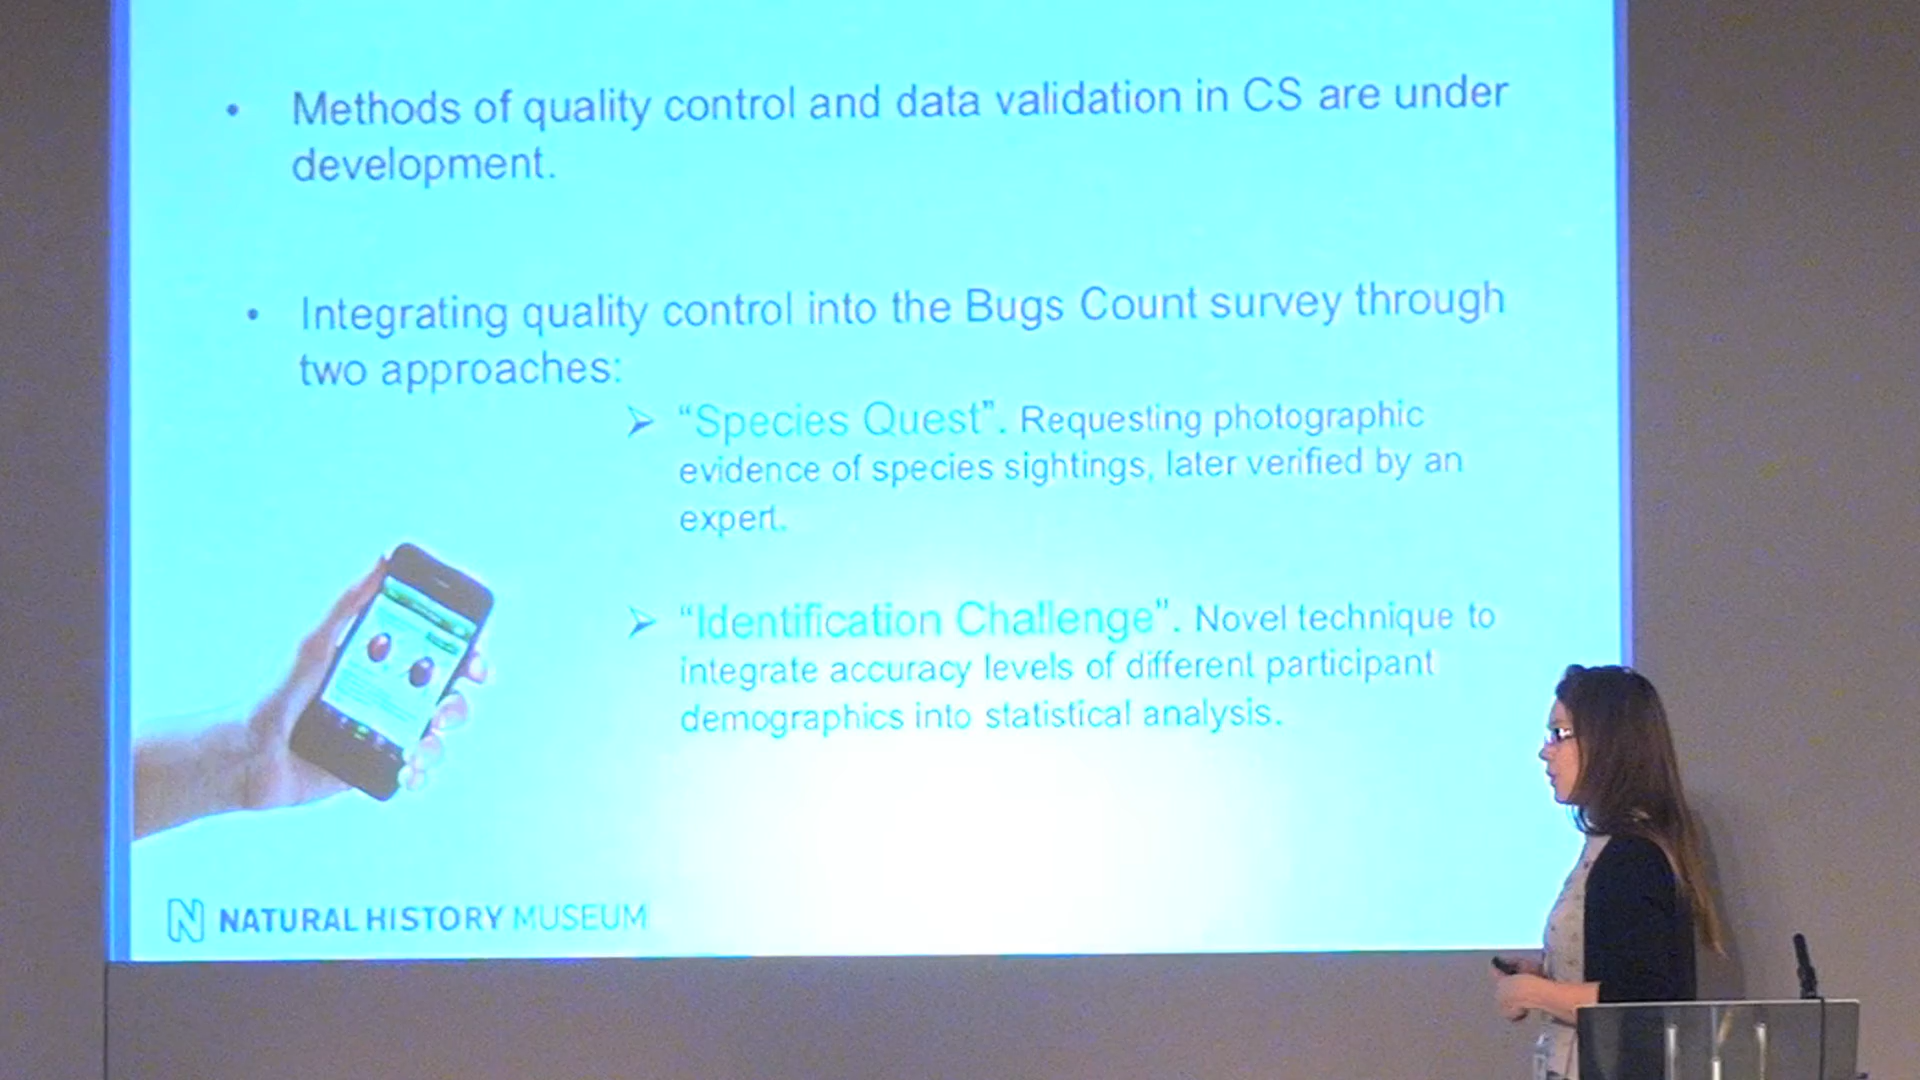 • Methods of quality control and data validation in CS are under
development.
• Integrating quality control into the Bugs Count survey through
two approaches:
➢ “Species Quest”. Requesting photographic
evidence of species sightings, later verified by an
expert.
➢ “Identification Challenge”. Novel technique to
integrate accuracy levels of different participant
demographics into statistical analysis.
N NATURAL HISTORY MUSEUM